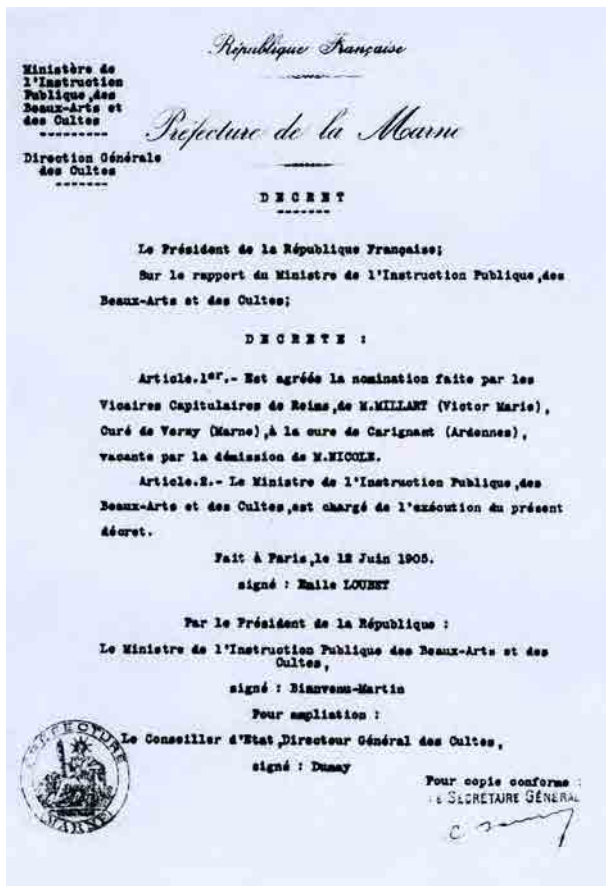 République Française
Ministère de
l'Instruction
Publique,des
Beaux-Arts et
des Cultes
Préfecture de la Marne
Direction Générale
des Cultes
DECRET
Le Président de la République Française;
Sur le rapport du Ministre de l'Instruction Publique,des
Beaux-Arts et des Cultes;
DECRETE :
Article.1er.- Est agréée la nomination faite par les
Vicaires Capitulaires de Reims,de M.MILLART (Victor Marie),
Curé de Verzy (Marne),à la cure de Carignant (Ardennes),
vacante par la démission de M.NICOLE.
Article.2.- Le Ministre de l'Instruction Publique,des
Beaux-Arts et des Cultes,est chargé de l'exécution du présent
décret.
Fait à Paris,le 12 Juin 1905.
signé : Emile LOUBET
Par le Président de la République :
Le Ministre de l'Instruction Publique des Beaux-Arts et des
Cultes,
signé : Bienvenu-Martin
Pour ampliation :
Le Conseiller d'Etat,Directeur Général des Cultes,
signé : Dumay
PREFECTURE
MARNE
Pour copie conforme :
LE SECRÉTAIRE GÉNÉRAL